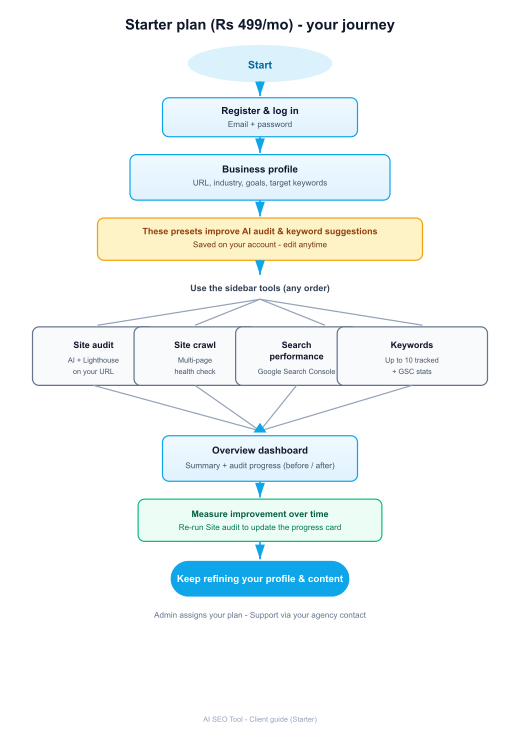 Starter plan (Rs 499/mo) - your journey
Start
Register & log in
Email + password
Business profile
URL, industry, goals, target keywords
These presets improve AI audit & keyword suggestions
Saved on your account - edit anytime
Use the sidebar tools (any order)
Site audit
AI + Lighthouse
on your URL
Site crawl
Multi-page
health check
Search
performance
Google Search Console
Keywords
Up to 10 tracked
+ GSC stats
Overview dashboard
Summary + audit progress (before / after)
Measure improvement over time
Re-run Site audit to update the progress card
Keep refining your profile & content
Admin assigns your plan - Support via your agency contact
AI SEO Tool - Client guide (Starter)